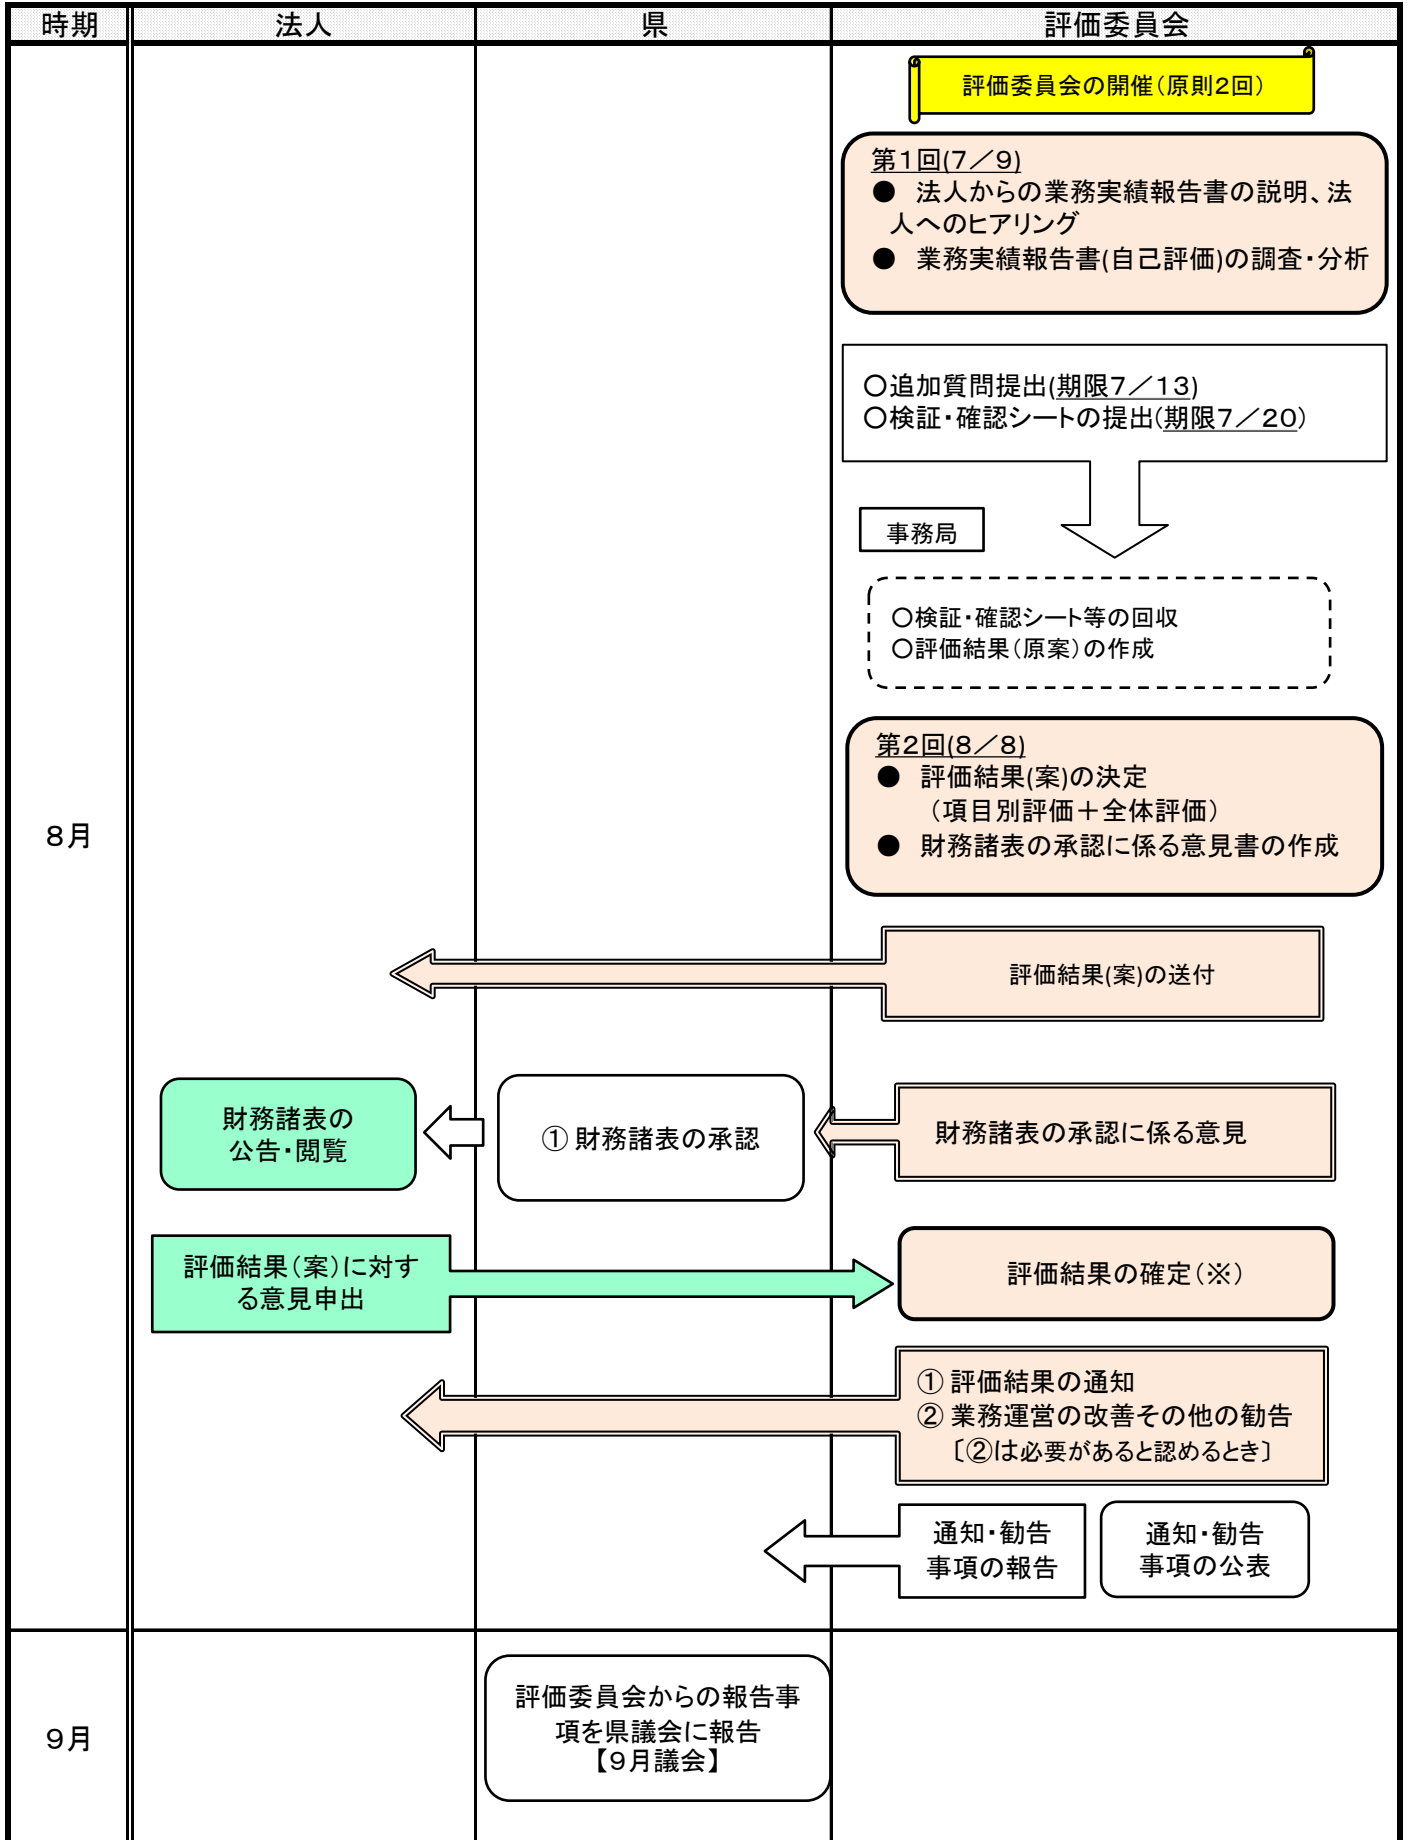 時期 法人 県 評価委員会
評価委員会の開催(原則2回)
第1回(7／9)
● 法人からの業務実績報告書の説明、法
人へのヒアリング
● 業務実績報告書(自己評価)の調査・分析
○追加質問提出(期限7／13)
○検証・確認シートの提出(期限7／20)
事務局
○検証・確認シート等の回収
○評価結果(原案)の作成
第2回(8／8)
● 評価結果(案)の決定
（項目別評価＋全体評価）
● 財務諸表の承認に係る意見書の作成
8月
評価結果(案)の送付
財務諸表の
公告・閲覧
① 財務諸表の承認
財務諸表の承認に係る意見
評価結果(案)に対す
る意見申出
評価結果の確定(※)
① 評価結果の通知
② 業務運営の改善その他の勧告
〔②は必要があると認めるとき〕
通知・勧告
事項の報告
通知・勧告
事項の公表
9月
評価委員会からの報告事
項を県議会に報告
【9月議会】